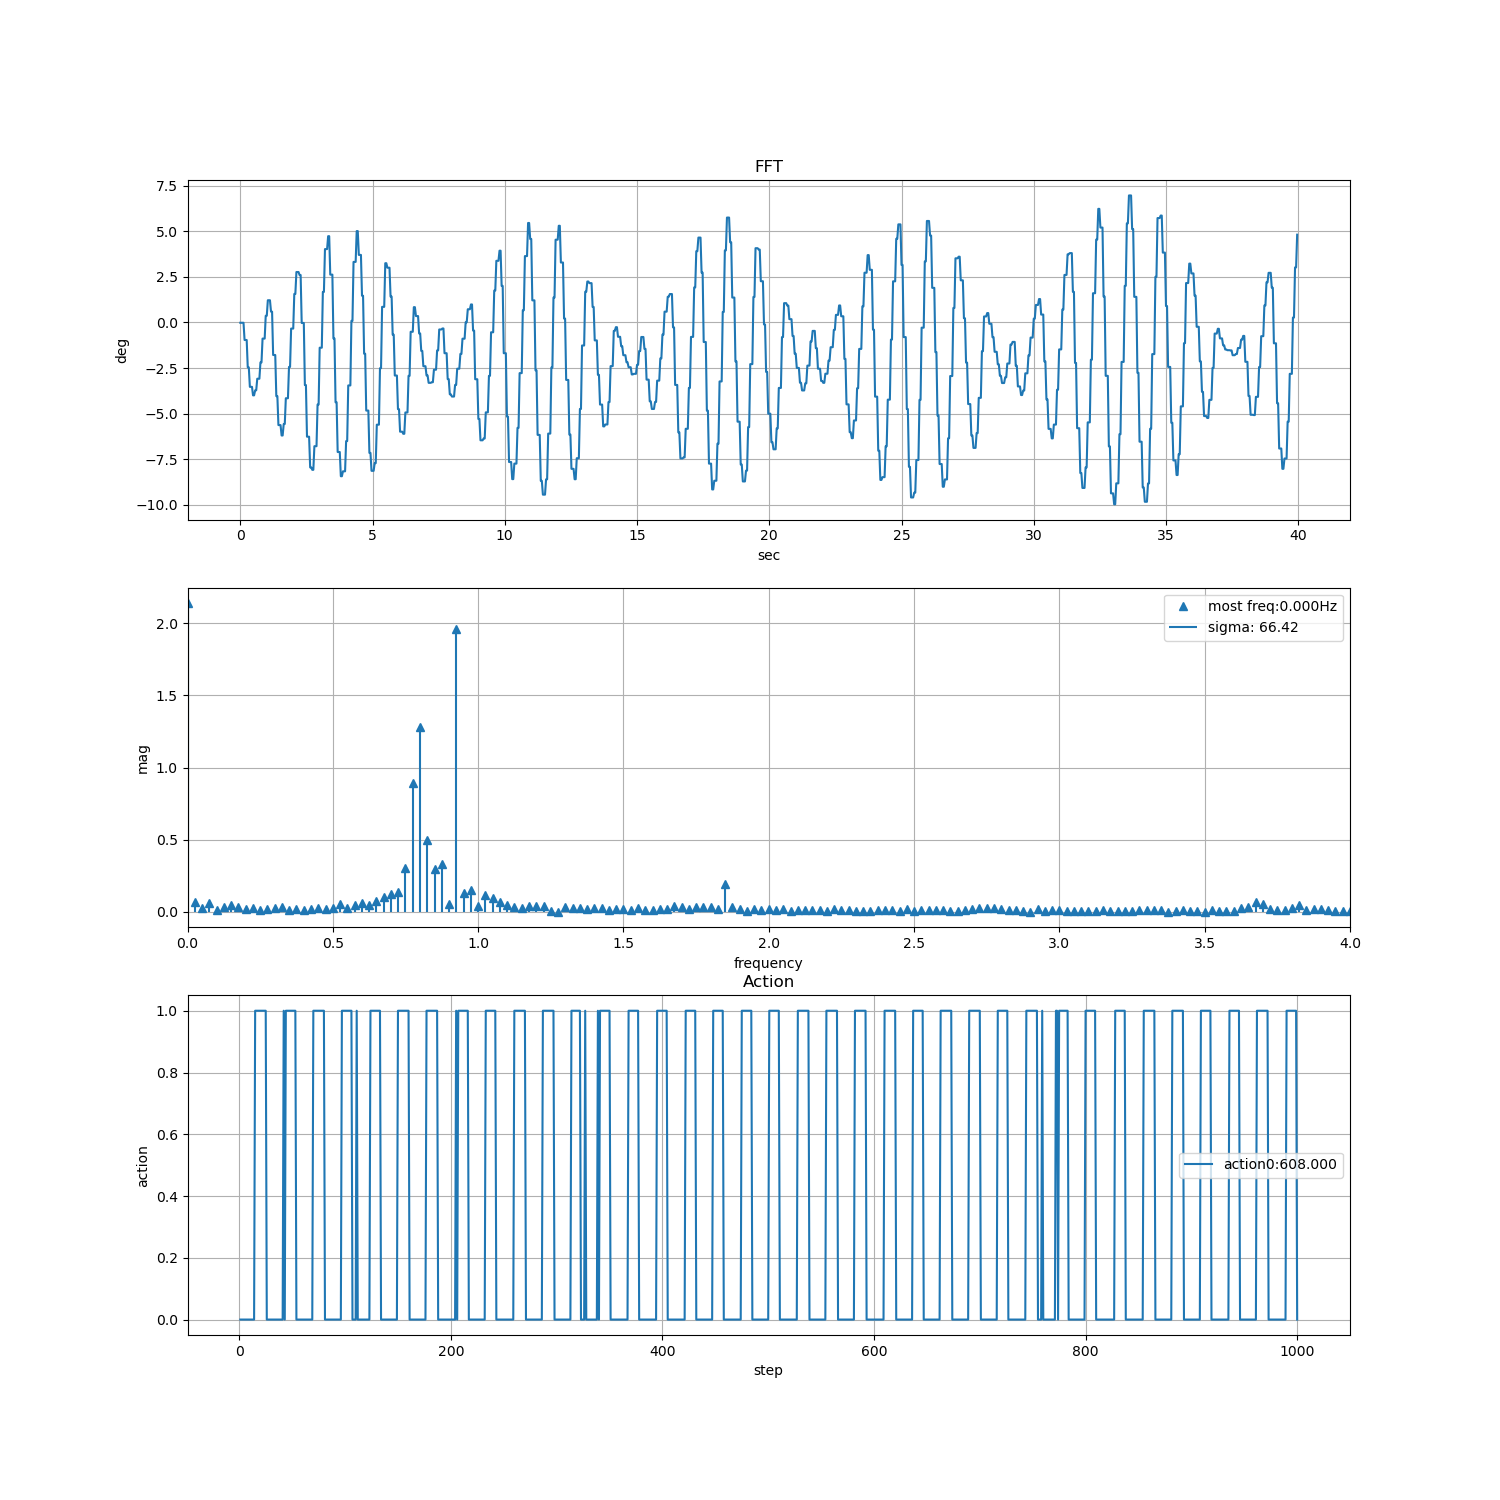 FFT
7.5
5.0
2.5
0.0
−2.5
−5.0
−7.5
−10.0
deg
0 5 10 15 20 25 30 35 40
sec
2.0
1.5
1.0
0.5
0.0
mag
most freq:0.000Hz
sigma: 66.42
0.0 0.5 1.0 1.5 2.0 2.5 3.0 3.5 4.0
frequency
Action
1.0
0.8
0.6
0.4
0.2
0.0
action
action0:608.000
0 200 400 600 800 1000
step